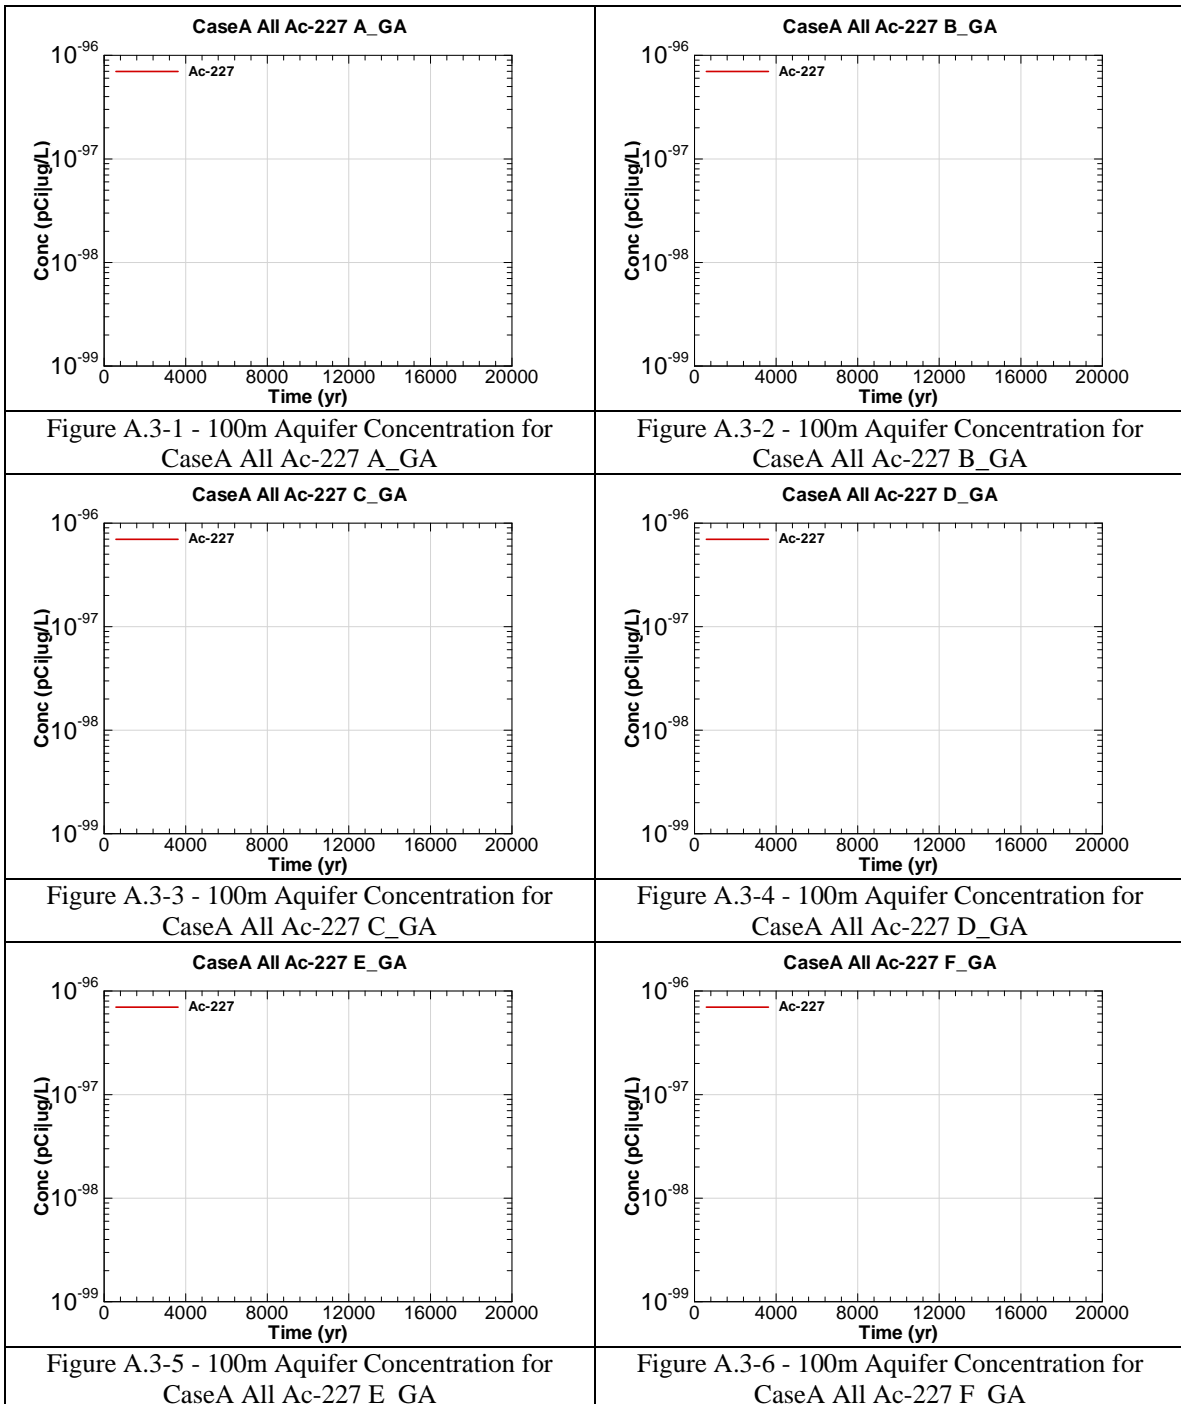 CaseA All Ac-227 A_GA
Ac-227
Conc (pCi|ug/L)
10-96
10-97
10-98
10-99
0 4000 8000 12000 16000 20000
Time (yr)
Figure A.3-1 - 100m Aquifer Concentration for
CaseA All Ac-227 A_GA
CaseA All Ac-227 B_GA
Ac-227
Conc (pCi|ug/L)
10-96
10-97
10-98
10-99
0 4000 8000 12000 16000 20000
Time (yr)
Figure A.3-2 - 100m Aquifer Concentration for
CaseA All Ac-227 B_GA
CaseA All Ac-227 C_GA
Ac-227
Conc (pCi|ug/L)
10-96
10-97
10-98
10-99
0 4000 8000 12000 16000 20000
Time (yr)
Figure A.3-3 - 100m Aquifer Concentration for
CaseA All Ac-227 C_GA
CaseA All Ac-227 D_GA
Ac-227
Conc (pCi|ug/L)
10-96
10-97
10-98
10-99
0 4000 8000 12000 16000 20000
Time (yr)
Figure A.3-4 - 100m Aquifer Concentration for
CaseA All Ac-227 D_GA
CaseA All Ac-227 E_GA
Ac-227
Conc (pCi|ug/L)
10-96
10-97
10-98
10-99
0 4000 8000 12000 16000 20000
Time (yr)
Figure A.3-5 - 100m Aquifer Concentration for
CaseA All Ac-227 E_GA
CaseA All Ac-227 F_GA
Ac-227
Conc (pCi|ug/L)
10-96
10-97
10-98
10-99
0 4000 8000 12000 16000 20000
Time (yr)
Figure A.3-6 - 100m Aquifer Concentration for
CaseA All Ac-227 F_GA